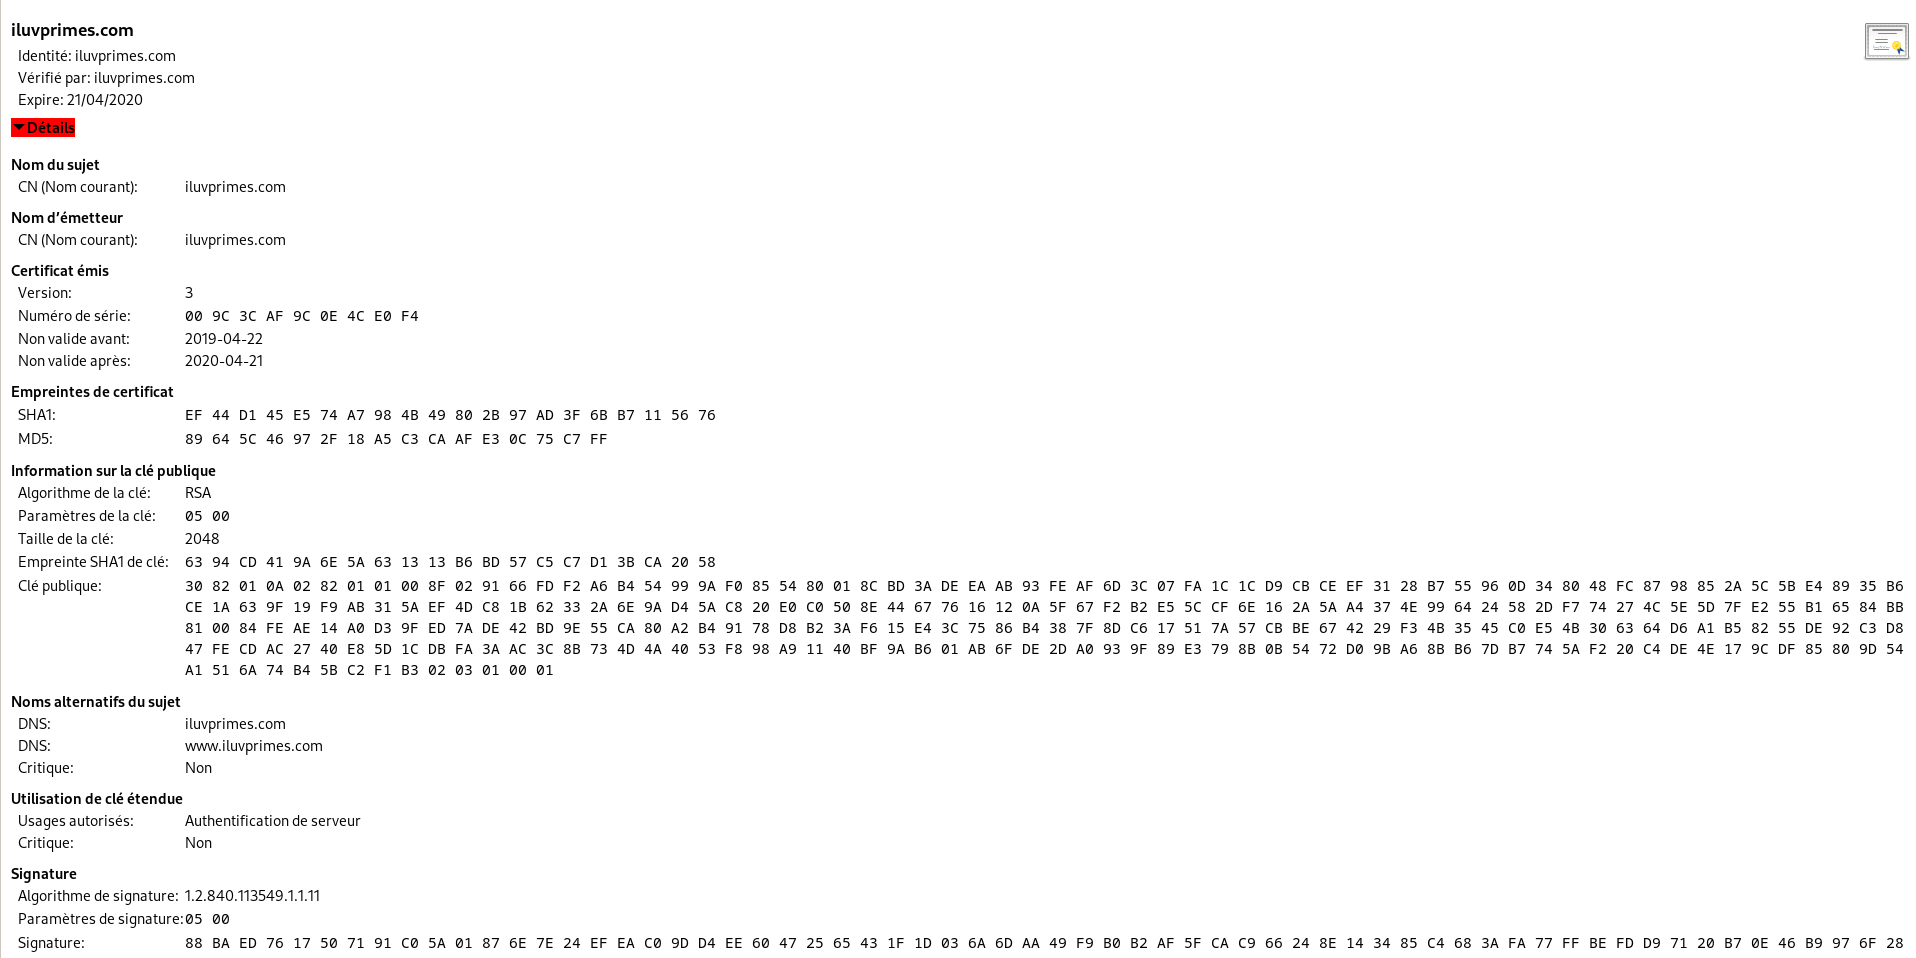 iluvprimes.com
Identité: iluvprimes.com
Vérifié par: iluvprimes.com
Expire: 21/04/2020
Détails
Nom du sujet
CN (Nom courant): iluvprimes.com
Nom d’émetteur
CN (Nom courant): iluvprimes.com
Certificat émis
Version: 3
Numéro de série: 00 9C 3C AF 9C 0E 4C E0 F4
Non valide avant: 2019-04-22
Non valide après: 2020-04-21
Empreintes de certificat
SHA1: EF 44 D1 45 E5 74 A7 98 4B 49 80 2B 97 AD 3F 6B B7 11 56 76
MD5: 89 64 5C 46 97 2F 18 A5 C3 CA AF E3 0C 75 C7 FF
Information sur la clé publique
Algorithme de la clé: RSA
Paramètres de la clé: 05 00
Taille de la clé: 2048
Empreinte SHA1 de clé: 63 94 CD 41 9A 6E 5A 63 13 13 B6 BD 57 C5 C7 D1 3B CA 20 58
Clé publique: 30 82 01 0A 02 82 01 01 00 8F 02 91 66 FD F2 A6 B4 54 99 9A F0 85 54 80 01 8C BD 3A DE EA AB 93 FE AF 6D 3C 07 FA 1C 1C D9 CB CE EF 31 28 B7 55 96 0D 34 80 48 FC 87 98 85 2A 5C 5B E4 89 35 B6
CE 1A 63 9F 19 F9 AB 31 5A EF 4D C8 1B 62 33 2A 6E 9A D4 5A C8 20 E0 C0 50 8E 44 67 76 16 12 0A 5F 67 F2 B2 E5 5C CF 6E 16 2A 5A A4 37 4E 99 64 24 58 2D F7 74 27 4C 5E 5D 7F E2 55 B1 65 84 BB
81 00 84 FE AE 14 A0 D3 9F ED 7A DE 42 BD 9E 55 CA 80 A2 B4 91 78 D8 B2 3A F6 15 E4 3C 75 86 B4 38 7F 8D C6 17 51 7A 57 CB BE 67 42 29 F3 4B 35 45 C0 E5 4B 30 63 64 D6 A1 B5 82 55 DE 92 C3 D8
47 FE CD AC 27 40 E8 5D 1C DB FA 3A AC 3C 8B 73 4D 4A 40 53 F8 98 A9 11 40 BF 9A B6 01 AB 6F DE 2D A0 93 9F 89 E3 79 8B 0B 54 72 D0 9B A6 8B B6 7D B7 74 5A F2 20 C4 DE 4E 17 9C DF 85 80 9D 54
A1 51 6A 74 B4 5B C2 F1 B3 02 03 01 00 01
Noms alternatifs du sujet
DNS: iluvprimes.com
DNS: www.iluvprimes.com
Critique: Non
Utilisation de clé étendue
Usages autorisés: Authentification de serveur
Critique: Non
Signature
Algorithme de signature: 1.2.840.113549.1.1.11
Paramètres de signature: 05 00
Signature: 88 BA ED 76 17 50 71 91 C0 5A 01 87 6E 7E 24 EF EA C0 9D D4 EE 60 47 25 65 43 1F 1D 03 6A 6D AA 49 F9 B0 B2 AF 5F CA C9 66 24 8E 14 34 85 C4 68 3A FA 77 FF BE FD D9 71 20 B7 0E 46 B9 97 6F 28